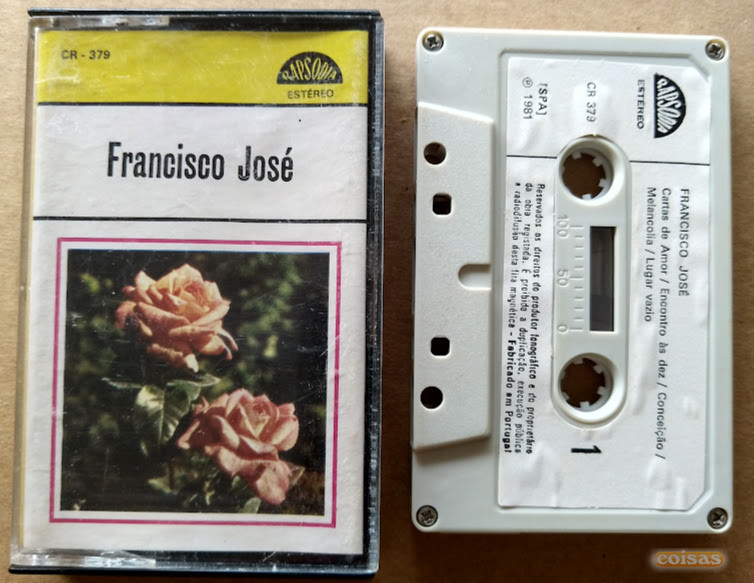 CR - 379
RAPSODIA
ESTÉREO
Francisco José
RAPSODIA
ESTÉREO
CR 379
[SPA]
℗ 1981
FRANCISCO JOSÉ
Cartas de Amor / Encontro às dez / Conceição /
Melancolia / Lugar vazio
100 50 0
1
Reservados os direitos do produtor fonográfico e do proprietário
da obra registada. É proibido a duplicação, execução pública
e radiodifusão desta fita magnética - Fabricado em Portugal
coisas